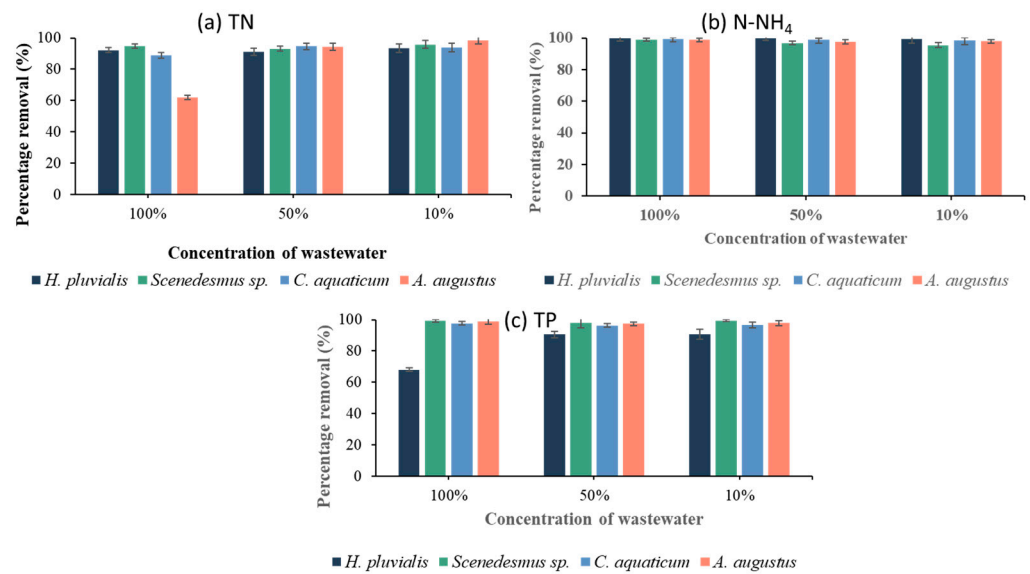 (a) TN
Percentage removal (%)
100
80
60
40
20
0
100% 50% 10%
Concentration of wastewater
H. pluvialis Scenedesmus sp. C. aquaticum A. augustus
(b) N-NH4
Percentage removal (%)
100
80
60
40
20
0
100% 50% 10%
Concentration of wastewater
H. pluvialis Scenedesmus sp. C. aquaticum A. augustus
(c) TP
Percentage removal (%)
100
80
60
40
20
0
100% 50% 10%
Concentration of wastewater
H. pluvialis Scenedesmus sp. C. aquaticum A. augustus